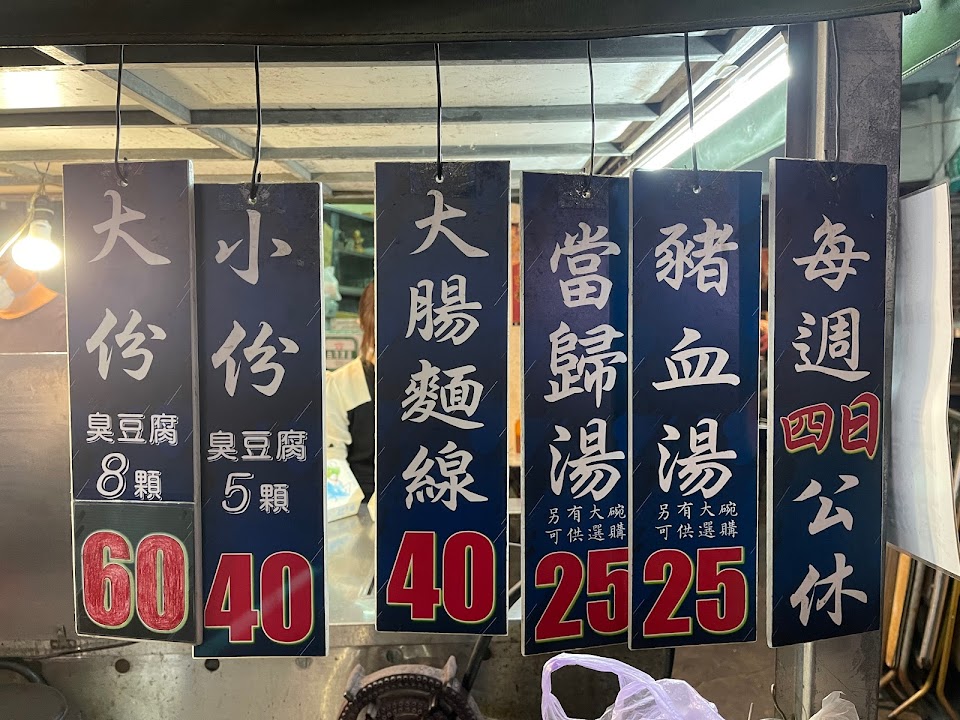 大份
臭豆腐
8顆
60
小份
臭豆腐
5顆
40
大腸麵線
40
當歸湯
另有大碗
可供選購
25
豬血湯
另有大碗
可供選購
25
每週四日公休